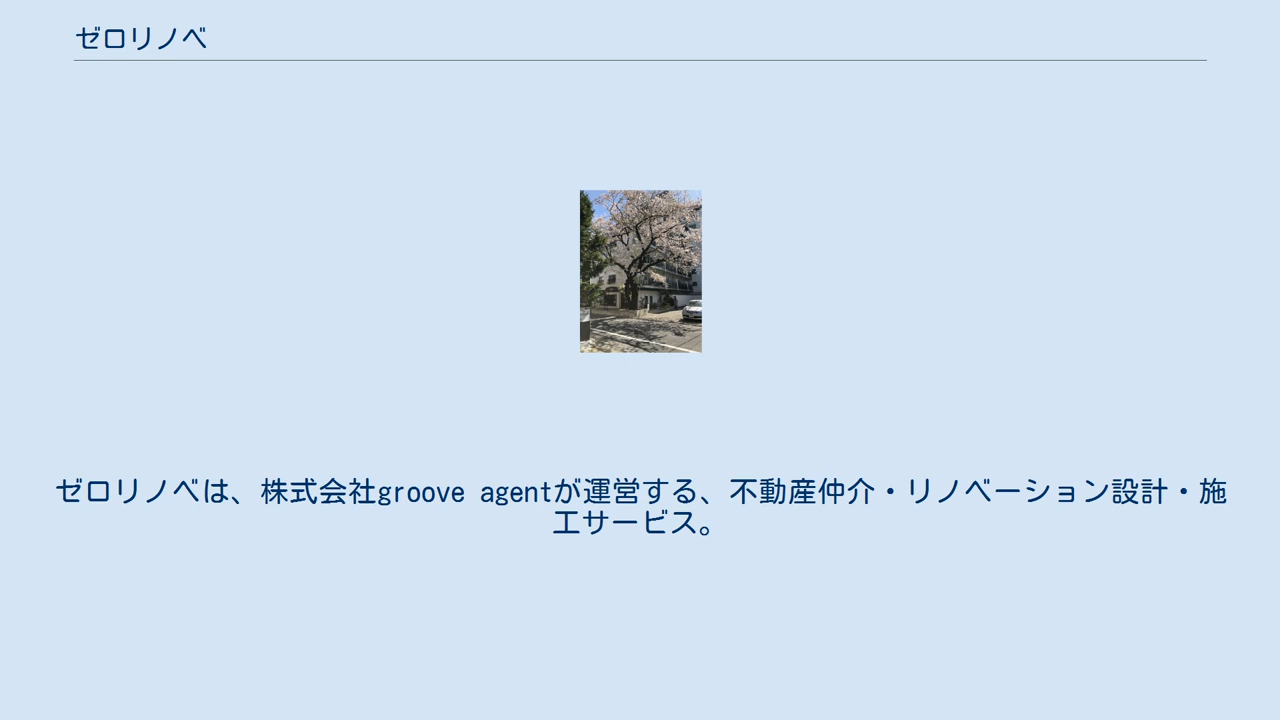 ゼロリノベ
ゼロリノベは、株式会社groove agentが運営する、不動産仲介・リノベーション設計・施
工サービス。